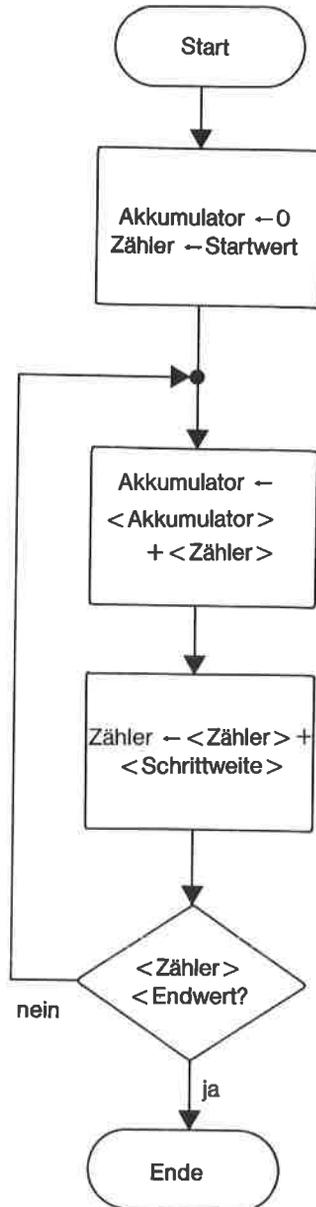 Start
Akkumulator ←0
Zähler ←Startwert
Akkumulator ←
<Akkumulator>
+ <Zähler>
Zähler ← <Zähler> +
<Schrittweite>
<Zähler>
<Endwert?
nein
ja
Ende